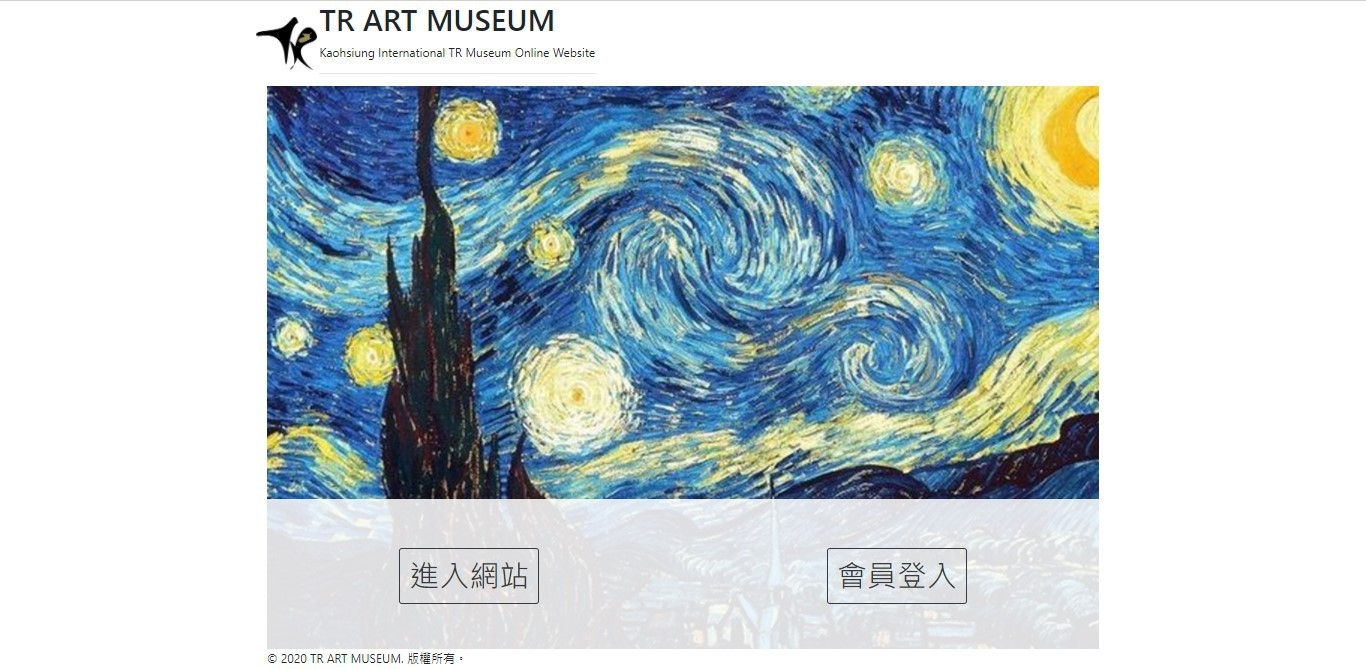 TR ART MUSEUM
Kaohsiung International TR Museum Online Website
進入網站
會員登入
© 2020 TR ART MUSEUM. 版權所有。